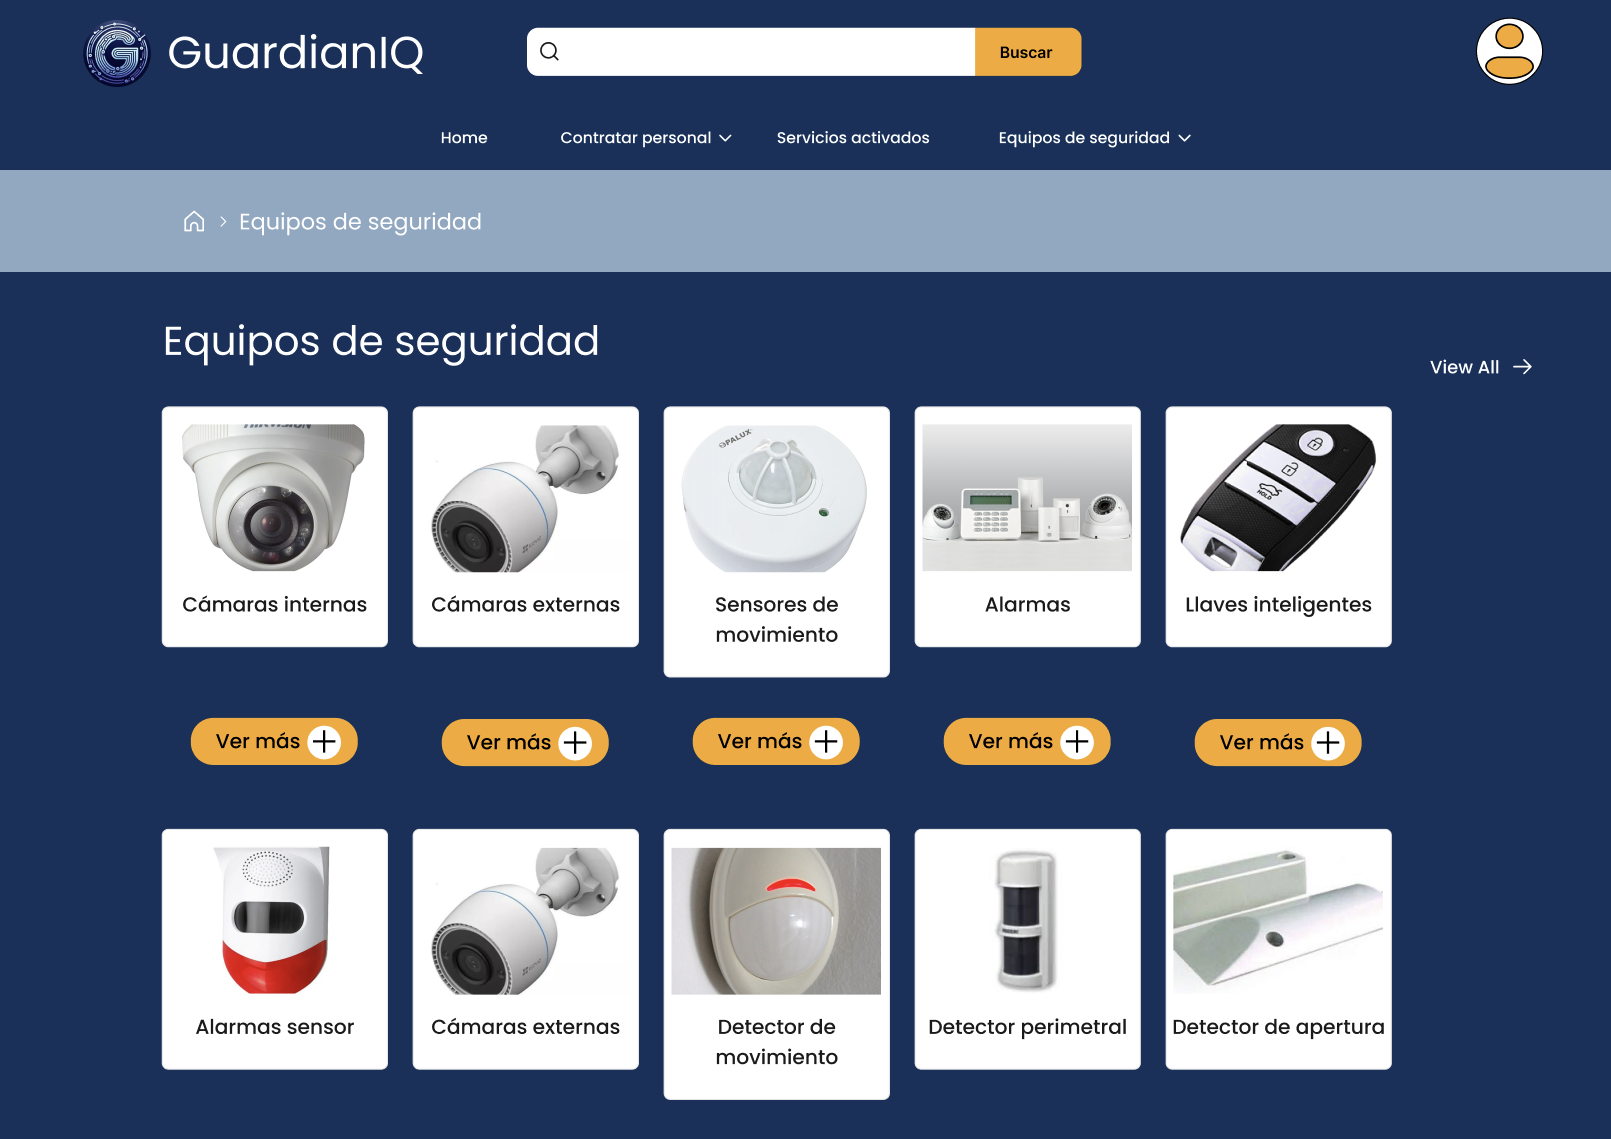 GuardianIQ
Buscar
Home
Contratar personal
Servicios activados
Equipos de seguridad
Equipos de seguridad
Equipos de seguridad
View All
HIKVISION
OPALUX
HOLD
Cámaras internas
Cámaras externas
Sensores de
movimiento
Alarmas
Llaves inteligentes
Ver más
Ver más
Ver más
Ver más
Ver más
Alarmas sensor
Cámaras externas
Detector de
movimiento
Detector perimetral
Detector de apertura